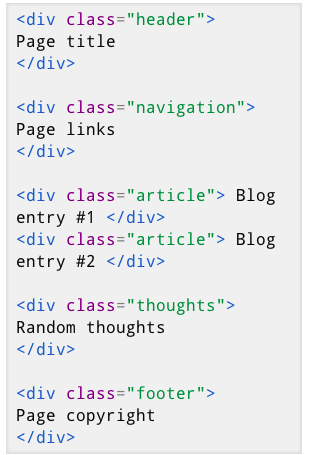 <div class="header">
Page title
</div>
<div class="navigation">
Page links
</div>
<div class="article"> Blog
entry #1 </div>
<div class="article"> Blog
entry #2 </div>
<div class="thoughts">
Random thoughts
</div>
<div class="footer">
Page copyright
</div>